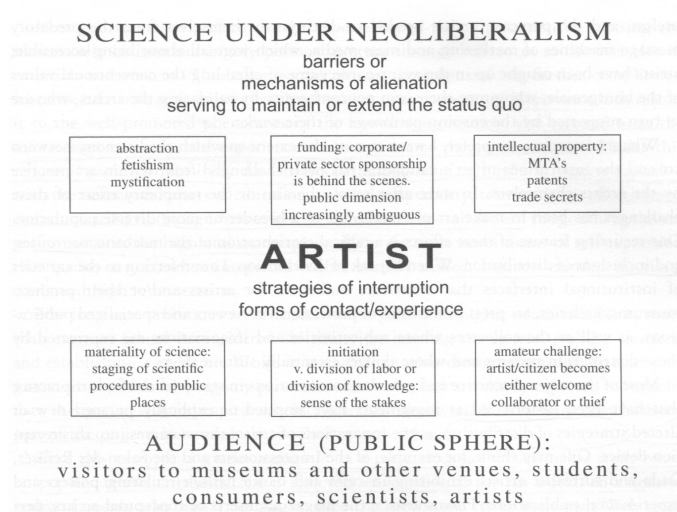 SCIENCE UNDER NEOLIBERALISM
barriers or
mechanisms of alienation
serving to maintain or extend the status quo
abstraction
fetishism
mystification
funding: corporate/
private sector sponsorship
is behind the scenes.
public dimension
increasingly ambiguous
intellectual property:
MTA's
patents
trade secrets
ARTIST
strategies of interruption
forms of contact/experience
materiality of science:
staging of scientific
procedures in public
places
initiation
v. division of labor or
division of knowledge:
sense of the stakes
amateur challenge:
artist/citizen becomes
either welcome
collaborator or thief
AUDIENCE (PUBLIC SPHERE):
visitors to museums and other venues, students,
consumers, scientists, artists